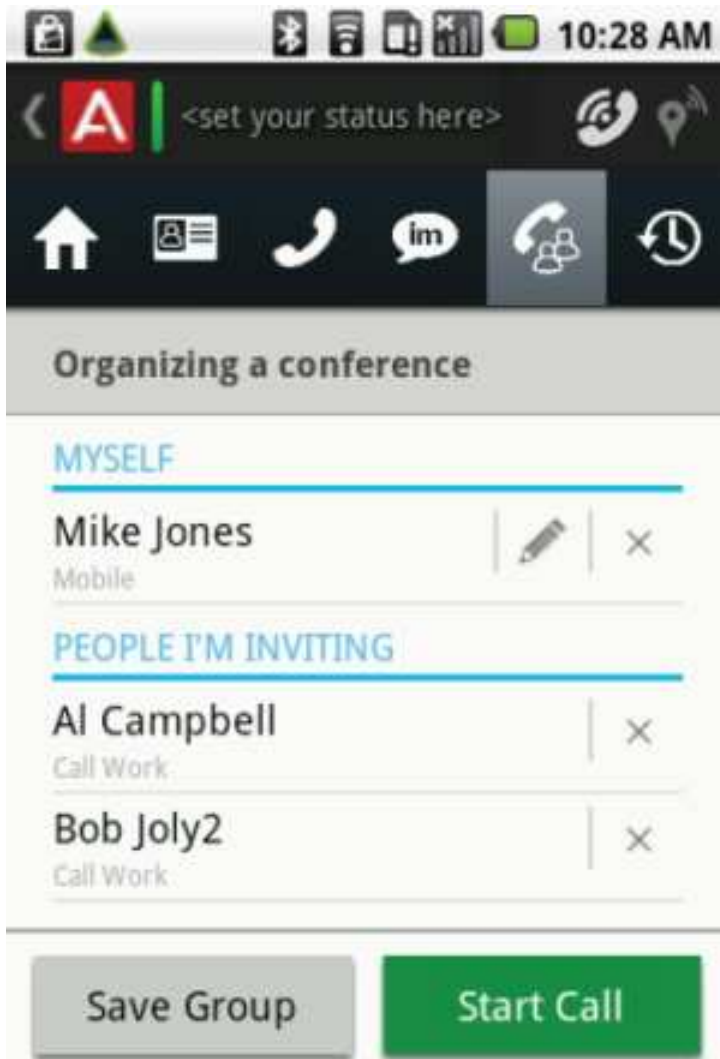 10:28 AM
<set your status here>
im
Organizing a conference
MYSELF
Mike Jones
Mobile
PEOPLE I'M INVITING
Al Campbell
Call Work
Bob Joly2
Call Work
Save Group
Start Call